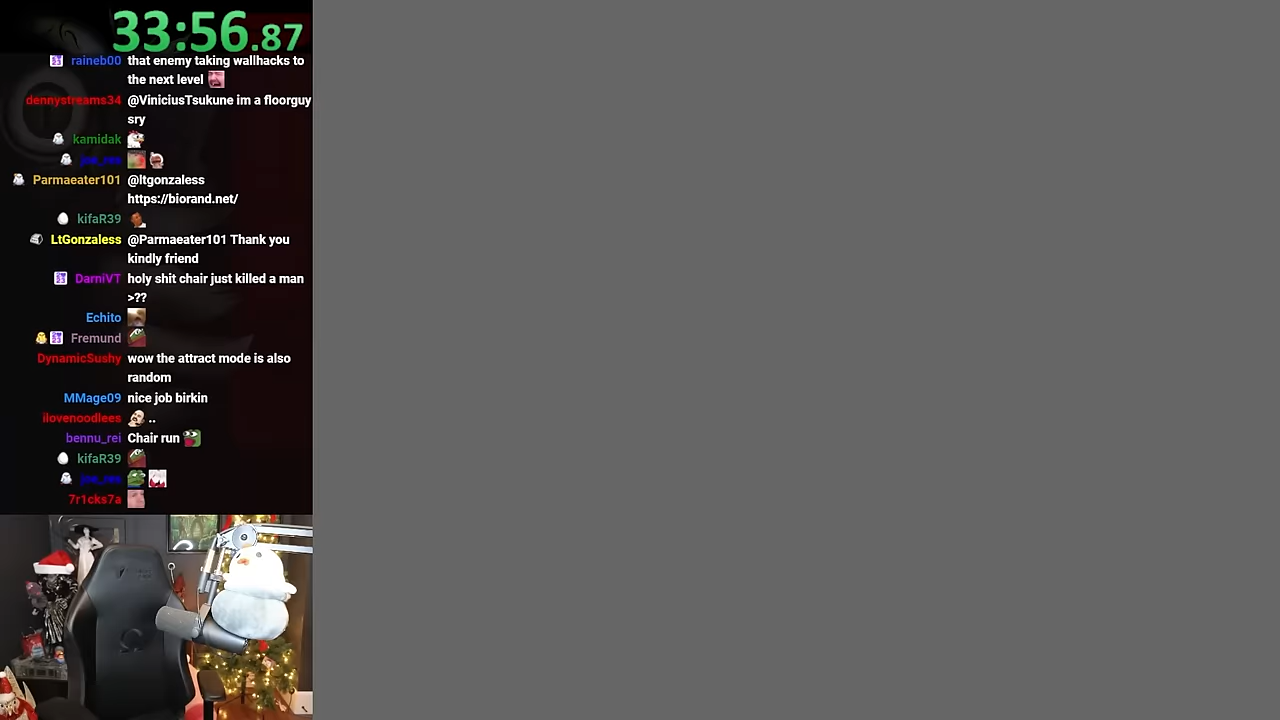 33:56.87
raineb00 that enemy taking wallhacks to
the next level
dennystreams34 @ViniciusTsukune im a floorguy
sry
kamidak
Parmaeater101 @ltgonzaless
https://biorand.net/
kifaR39
LtGonzaless @Parmaeater101 Thank you
kindly friend
DarniVT holy shit chair just killed a man
>??
Echito
Fremund
DynamicSushy wow the attract mode is also
random
MMage09 nice job birkin
ilovenoodlees ..
bennu_rei Chair run
kifaR39
7r1cks7a